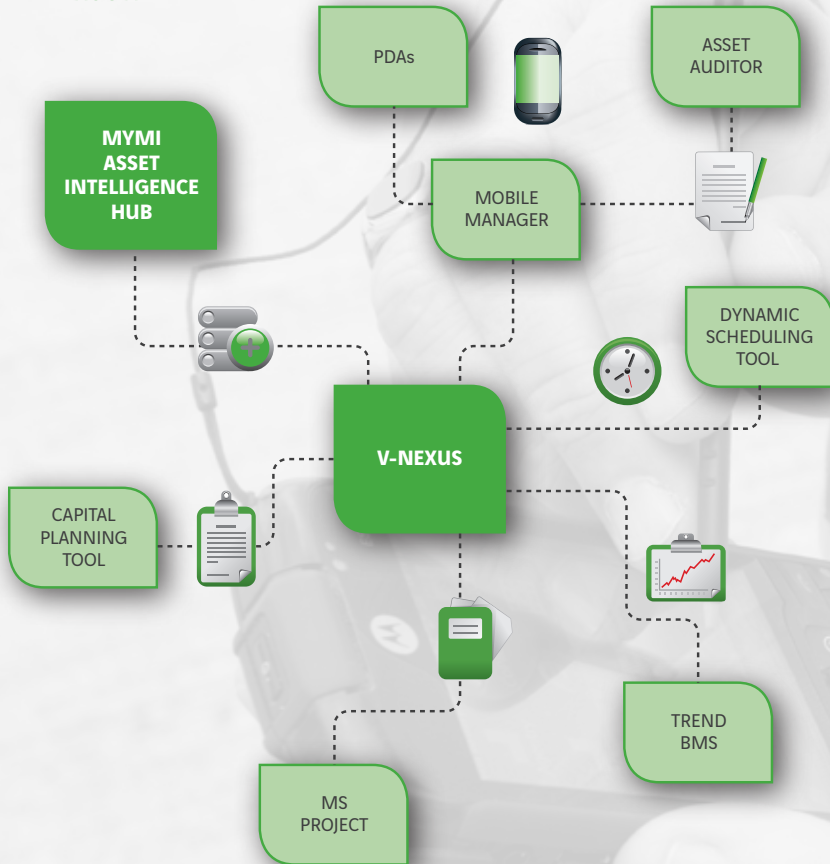 PDAs
ASSET
AUDITOR
MYMI
ASSET
INTELLIGENCE
HUB
MOBILE
MANAGER
DYNAMIC
SCHEDULING
TOOL
V-NEXUS
CAPITAL
PLANNING
TOOL
TREND
BMS
MS
PROJECT